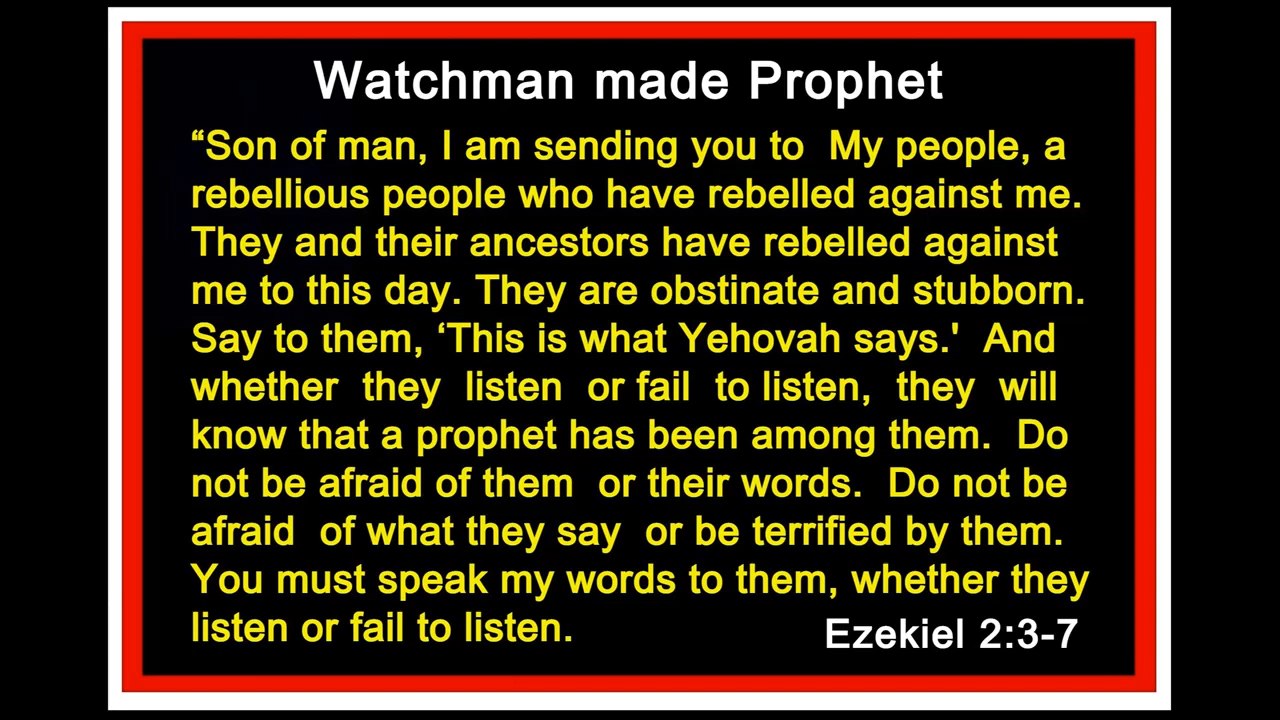 Watchman made Prophet
“Son of man, I am sending you to My people, a
rebellious people who have rebelled against me.
They and their ancestors have rebelled against
me to this day. They are obstinate and stubborn.
Say to them, ‘This is what Yehovah says.' And
whether they listen or fail to listen, they will
know that a prophet has been among them. Do
not be afraid of them or their words. Do not be
afraid of what they say or be terrified by them.
You must speak my words to them, whether they
listen or fail to listen.
Ezekiel 2:3-7